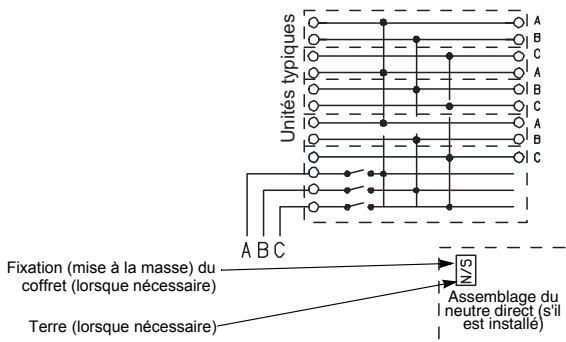 A
B
C
A
B
C
A
B
C
Unités typiques
A B C
Fixation (mise à la masse) du
coffret (lorsque nécessaire)
Terre (lorsque nécessaire)
N/S
Assemblage du
neutre direct (s'il
est installé)